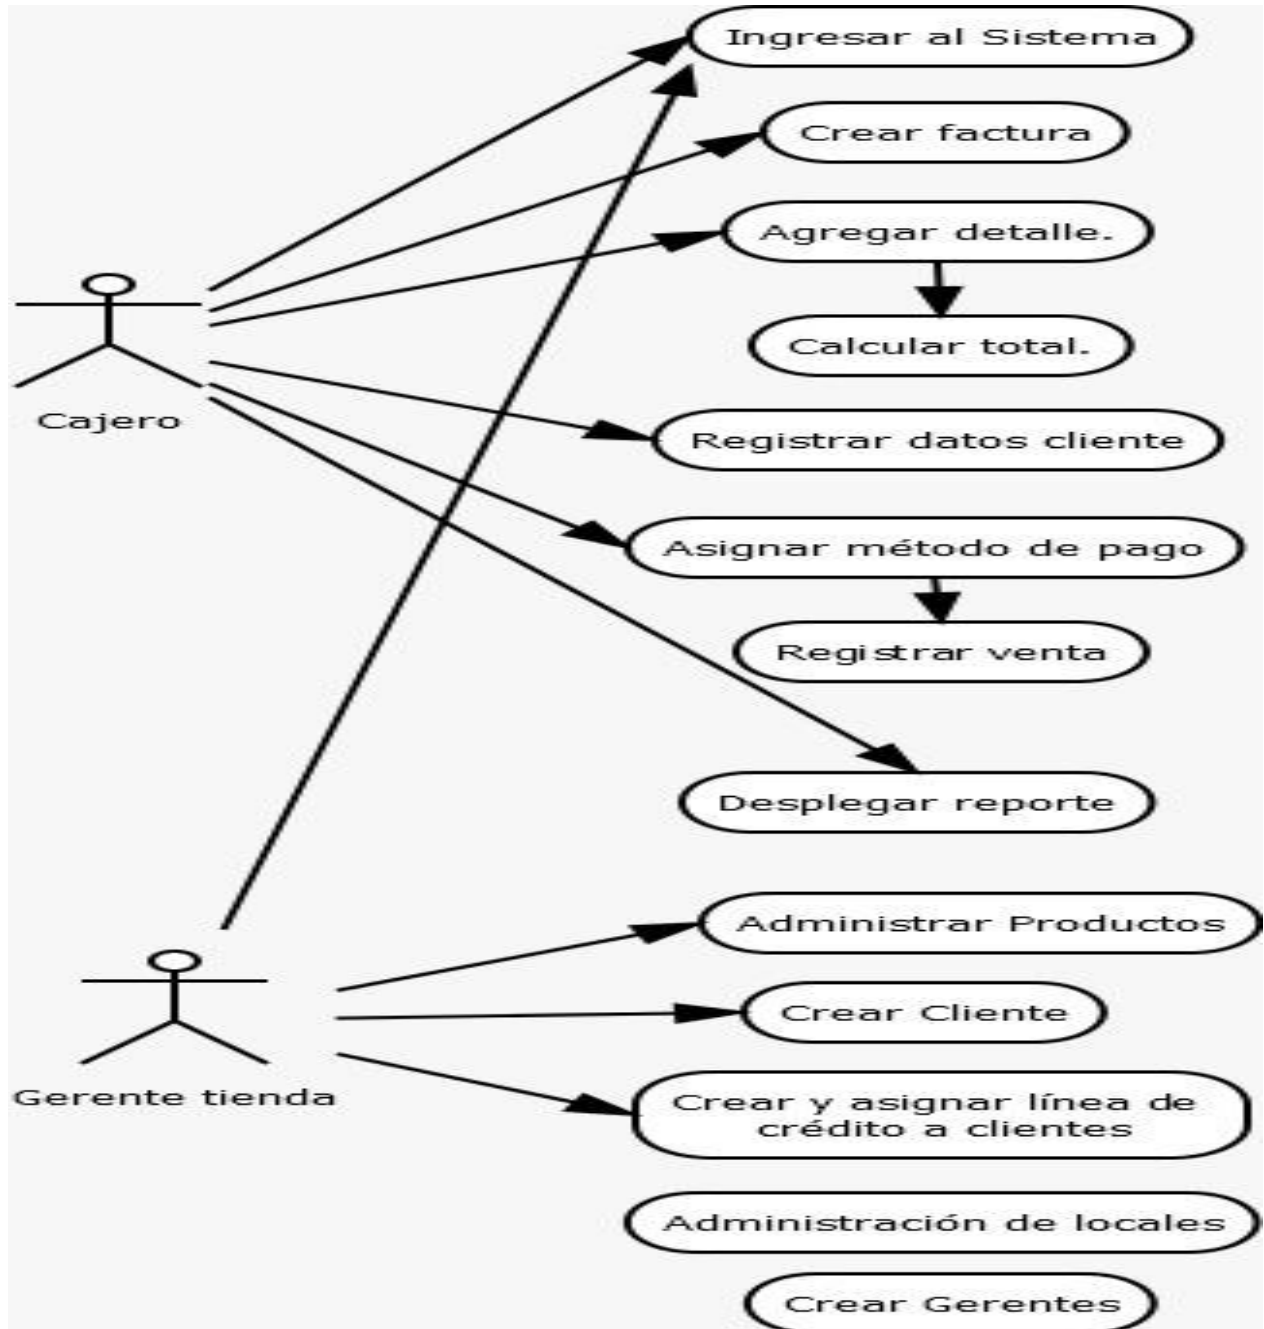 Ingresar al Sistema
Crear factura
Agregar detalle.
Calcular total.
Cajero
Registrar datos cliente
Asignar método de pago
Registrar venta
Desplegar reporte
Administrar Productos
Crear Cliente
Gerente tienda
Crear y asignar línea de
crédito a clientes
Administración de locales
Crear Gerentes